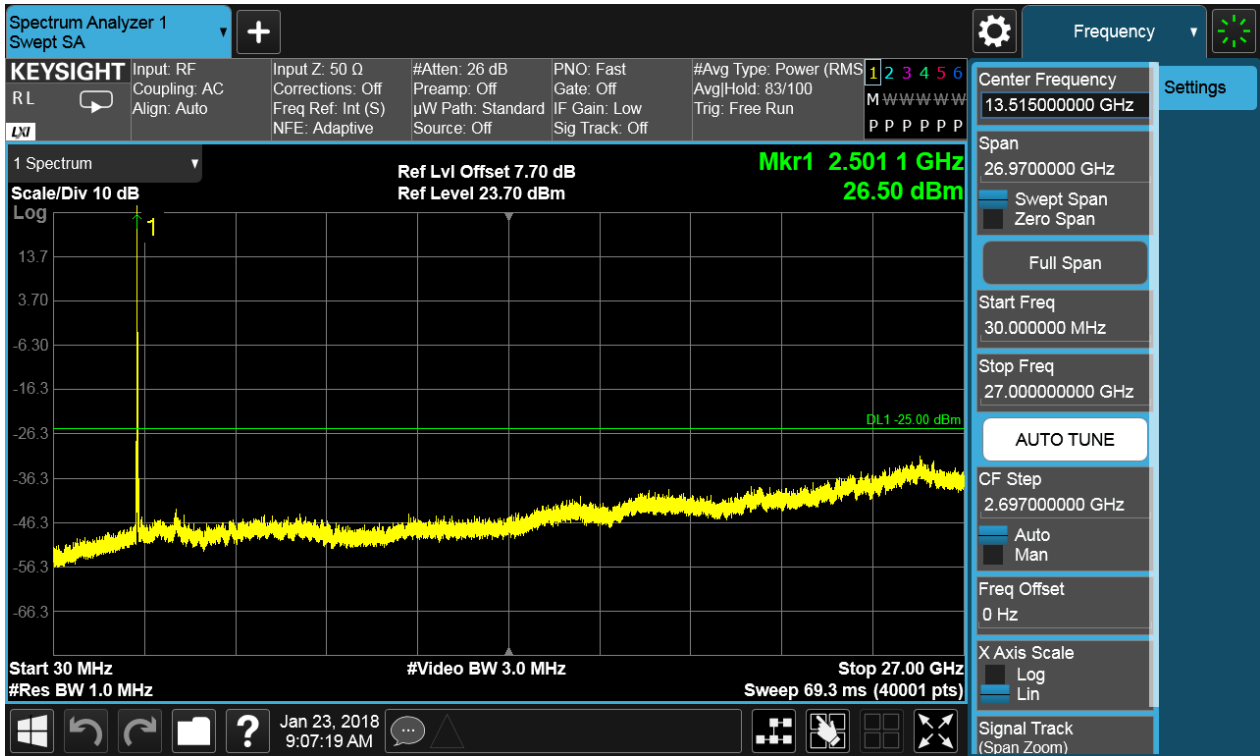 Spectrum Analyzer 1
Swept SA
+
Frequency
KEYSIGHT
R L
LXI
Input: RF
Coupling: AC
Align: Auto
Input Z: 50 Ω
Corrections: Off
Freq Ref: Int (S)
NFE: Adaptive
#Atten: 26 dB
Preamp: Off
µW Path: Standard
Source: Off
PNO: Fast
Gate: Off
IF Gain: Low
Sig Track: Off
#Avg Type: Power (RMS
Avg|Hold: 83/100
Trig: Free Run
1 2 3 4 5 6
M W W W W W
P P P P P P
1 Spectrum
Scale/Div 10 dB
Ref Lvl Offset 7.70 dB
Ref Level 23.70 dBm
Mkr1 2.501 1 GHz
26.50 dBm
Log
1
13.7
3.70
-6.30
-16.3
-26.3
-36.3
-46.3
-56.3
-66.3
DL1 -25.00 dBm
Start 30 MHz
#Video BW 3.0 MHz
Stop 27.00 GHz
#Res BW 1.0 MHz
Sweep 69.3 ms (40001 pts)
Center Frequency
13.515000000 GHz
Settings
Span
26.9700000 GHz
Swept Span
Zero Span
Full Span
Start Freq
30.000000 MHz
Stop Freq
27.000000000 GHz
AUTO TUNE
CF Step
2.697000000 GHz
Auto
Man
Freq Offset
0 Hz
X Axis Scale
Log
Lin
Signal Track
(Span Zoom)
?
Jan 23, 2018
9:07:19 AM